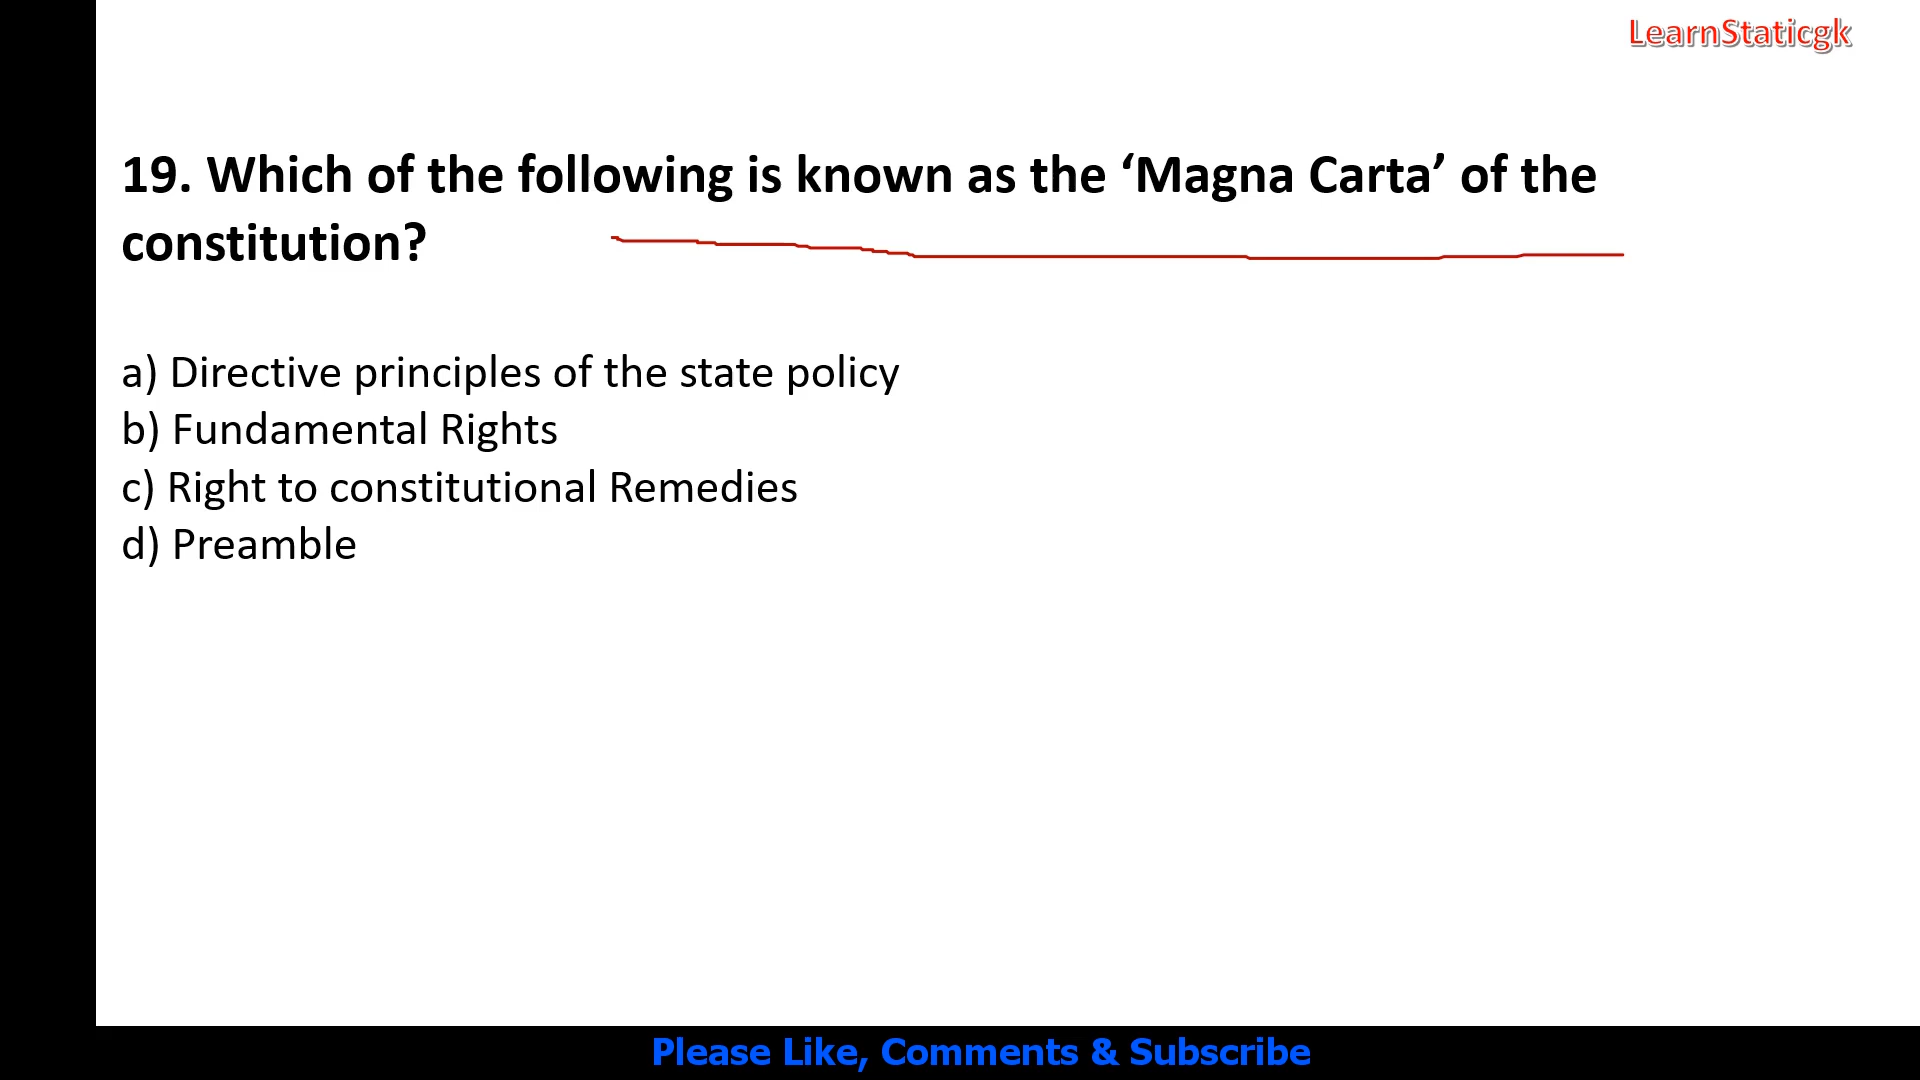 LearnStaticgk
19. Which of the following is known as the ‘Magna Carta’ of the
constitution?
a) Directive principles of the state policy
b) Fundamental Rights
c) Right to constitutional Remedies
d) Preamble
Please Like, Comments & Subscribe